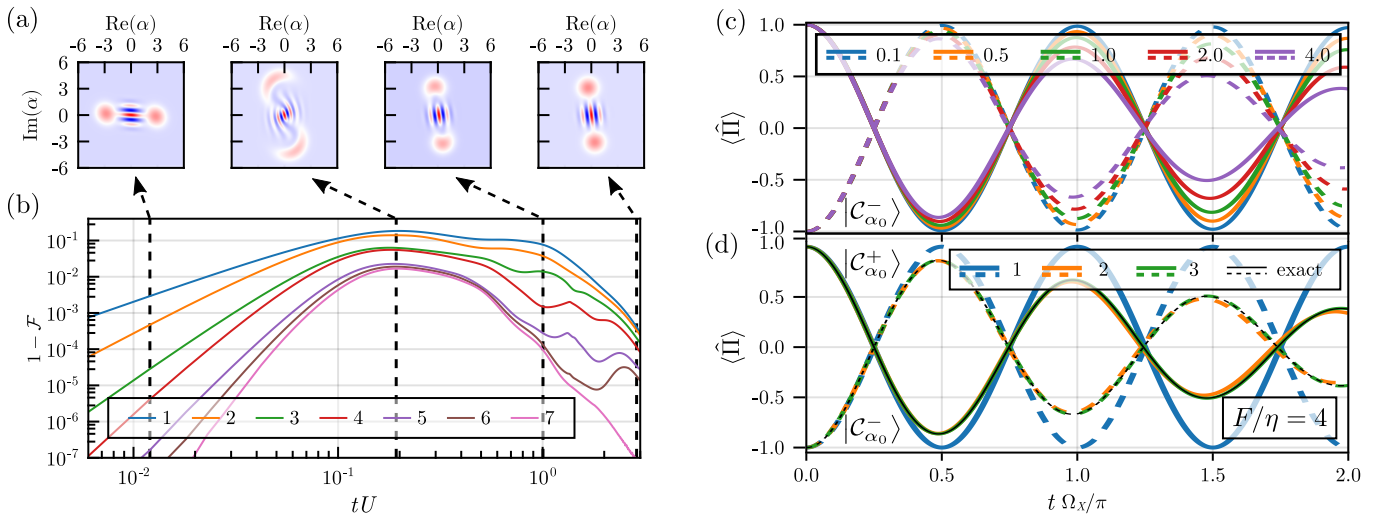 (a)
Re(α) Re(α) Re(α) Re(α)
-6 -3 0 3 6 -6 -3 0 3 6 -6 -3 0 3 6 -6 -3 0 3 6
Im(α)
6
3
0
-3
-6
(b)
1 − ℱ
10⁻¹
10⁻²
10⁻³
10⁻⁴
10⁻⁵
10⁻⁶
10⁻⁷
1 2 3 4 5 6 7
10⁻² 10⁻¹ 10⁰
tU
(c)
⟨Π̂⟩
1.0
0.5
0.0
-0.5
-1.0
0.1 0.5 1.0 2.0 4.0
|𝒞⁻_α₀⟩
(d)
⟨Π̂⟩
1.0
0.5
0.0
-0.5
-1.0
|𝒞⁺_α₀⟩
1 2 3 exact
|𝒞⁻_α₀⟩
F/η = 4
0.0 0.5 1.0 1.5 2.0
t Ω_X/π